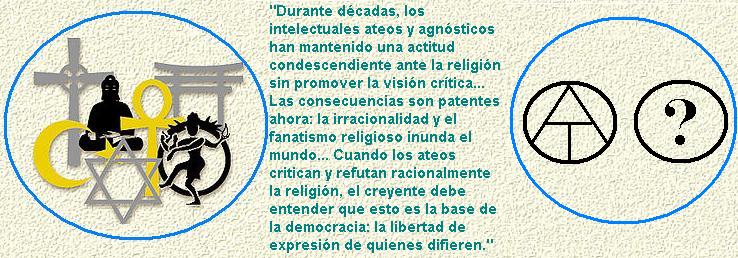 "Durante décadas, los
intelectuales ateos y agnósticos
han mantenido una actitud
condescendiente ante la religión
sin promover la visión crítica...
Las consecuencias son patentes
ahora: la irracionalidad y el
fanatismo religioso inunda el
mundo... Cuando los ateos
critican y refutan racionalmente
la religión, el creyente debe
entender que esto es la base de
la democracia: la libertad de
expresión de quienes difieren."
AT
?